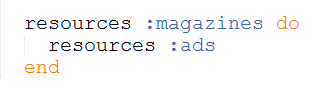 resources :magazines do
  resources :ads
end